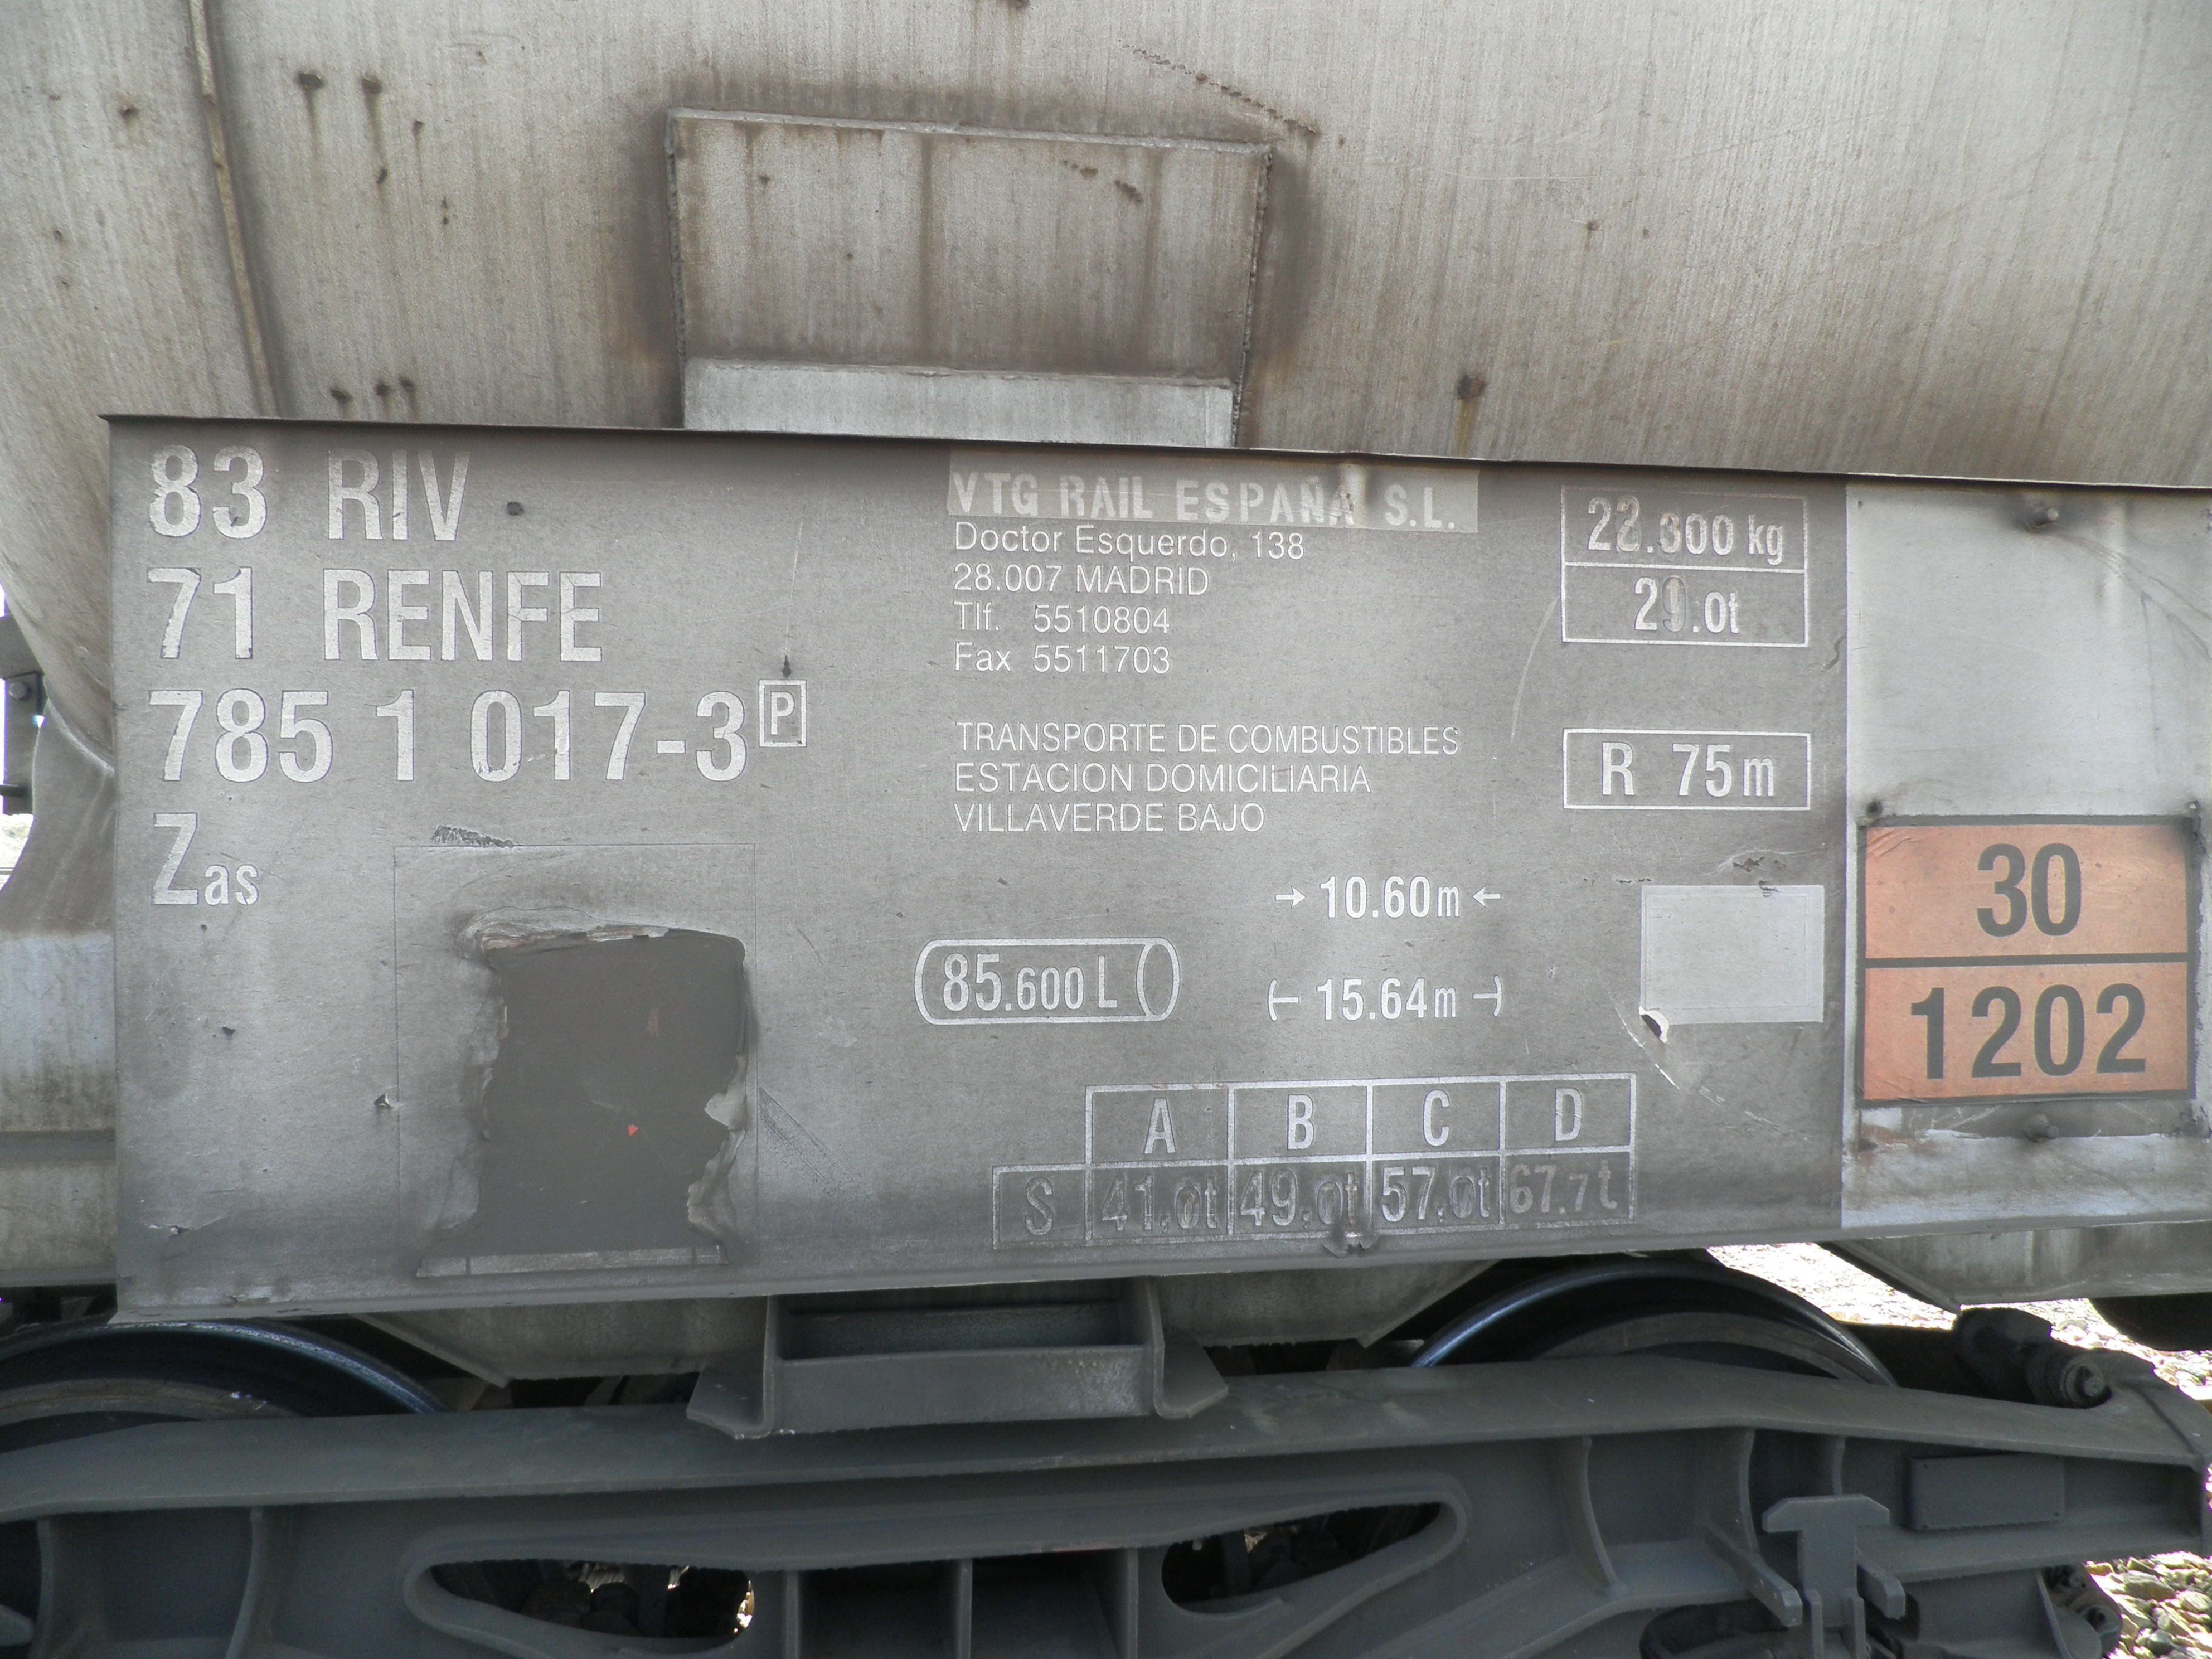 83 RIV
71 RENFE
785 1 017-3 P
Zas
VTG RAIL ESPAÑA S.L.
Doctor Esquerdo, 138
28.007 MADRID
Tlf. 5510804
Fax 5511703
TRANSPORTE DE COMBUSTIBLES
ESTACION DOMICILIARIA
VILLAVERDE BAJO
10.60m
85.600 L
15.64m
A B C D
S 41.0t 49.0t 57.0t 67.7t
kg
29.0t
R 75m
30
1202